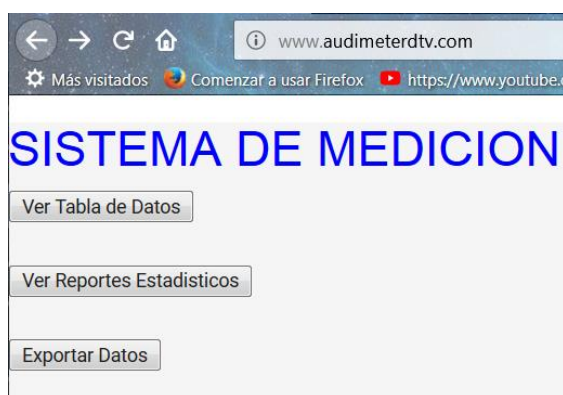 www.audimeterdtv.com
Más visitados Comenzar a usar Firefox https://www.youtube.
SISTEMA DE MEDICION
Ver Tabla de Datos
Ver Reportes Estadisticos
Exportar Datos